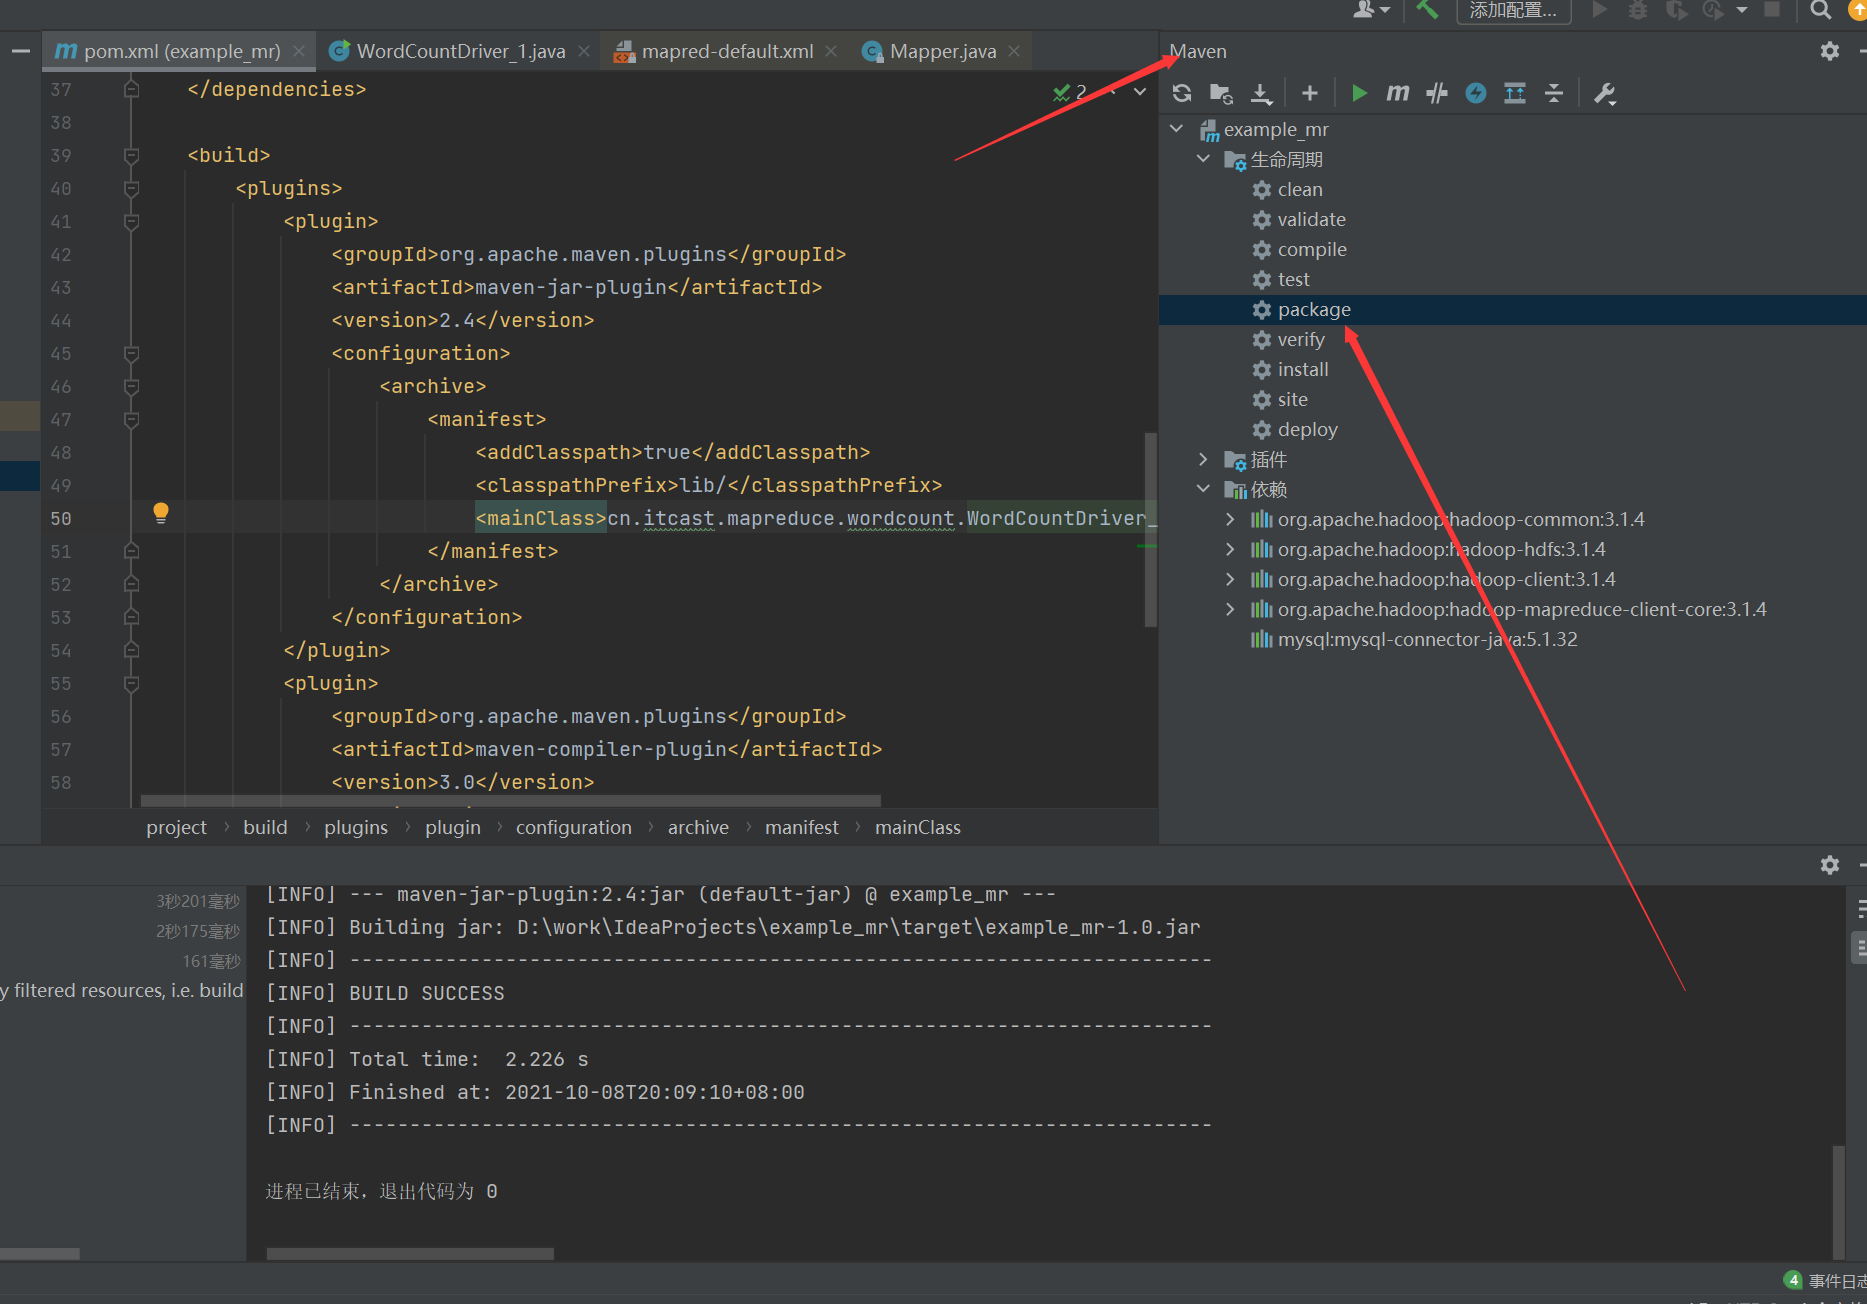 添加配置...
pom.xml (example_mr)
WordCountDriver_1.java
mapred-default.xml
Mapper.java
Maven
37 </dependencies>
2
38
39 <build>
40 <plugins>
41 <plugin>
42 <groupId>org.apache.maven.plugins</groupId>
43 <artifactId>maven-jar-plugin</artifactId>
44 <version>2.4</version>
45 <configuration>
46 <archive>
47 <manifest>
48 <addClasspath>true</addClasspath>
49 <classpathPrefix>lib/</classpathPrefix>
50 <mainClass>cn.itcast.mapreduce.wordcount.WordCountDriver_
51 </manifest>
52 </archive>
53 </configuration>
54 </plugin>
55 <plugin>
56 <groupId>org.apache.maven.plugins</groupId>
57 <artifactId>maven-compiler-plugin</artifactId>
58 <version>3.0</version>
project › build › plugins › plugin › configuration › archive › manifest › mainClass
example_mr
生命周期
clean
validate
compile
test
package
verify
install
site
deploy
插件
依赖
org.apache.hadoop:hadoop-common:3.1.4
org.apache.hadoop:hadoop-hdfs:3.1.4
org.apache.hadoop:hadoop-client:3.1.4
org.apache.hadoop:hadoop-mapreduce-client-core:3.1.4
mysql:mysql-connector-java:5.1.32
3秒201毫秒
2秒175毫秒
161毫秒
y filtered resources, i.e. build
[INFO] --- maven-jar-plugin:2.4:jar (default-jar) @ example_mr ---
[INFO] Building jar: D:\work\IdeaProjects\example_mr\target\example_mr-1.0.jar
[INFO] ------------------------------------------------------------------------
[INFO] BUILD SUCCESS
[INFO] ------------------------------------------------------------------------
[INFO] Total time:  2.226 s
[INFO] Finished at: 2021-10-08T20:09:10+08:00
[INFO] ------------------------------------------------------------------------
进程已结束，退出代码为 0
4 事件日志